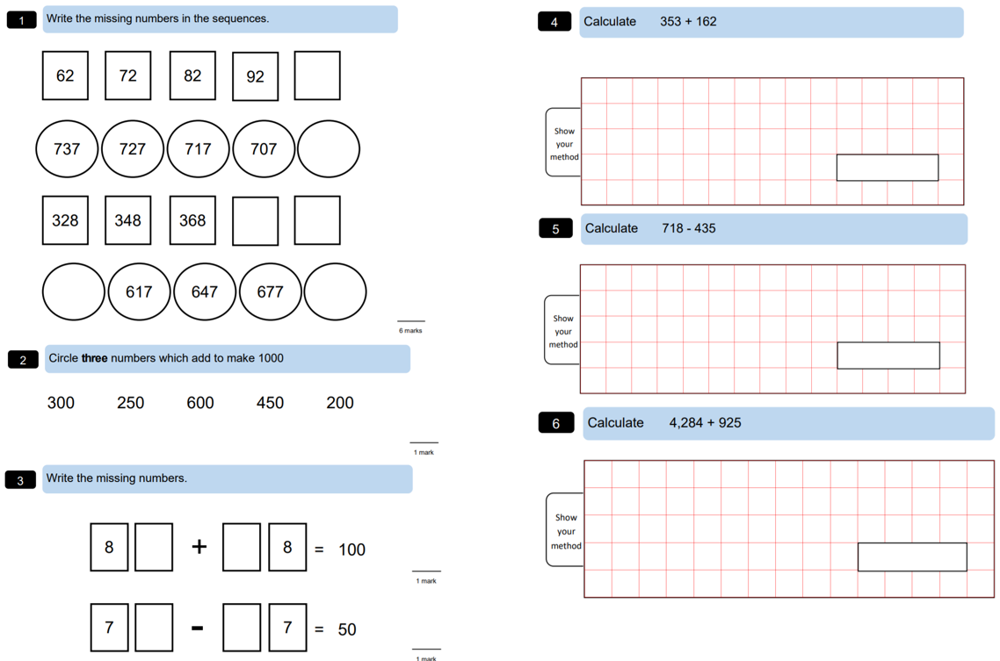 1 Write the missing numbers in the sequences.
62 72 82 92
737 727 717 707
328 348 368
617 647 677
6 marks
2 Circle three numbers which add to make 1000
300 250 600 450 200
1 mark
3 Write the missing numbers.
8 + 8 = 100
1 mark
7 - 7 = 50
1 mark
4 Calculate 353 + 162
Show
your
method
5 Calculate 718 - 435
Show
your
method
6 Calculate 4,284 + 925
Show
your
method